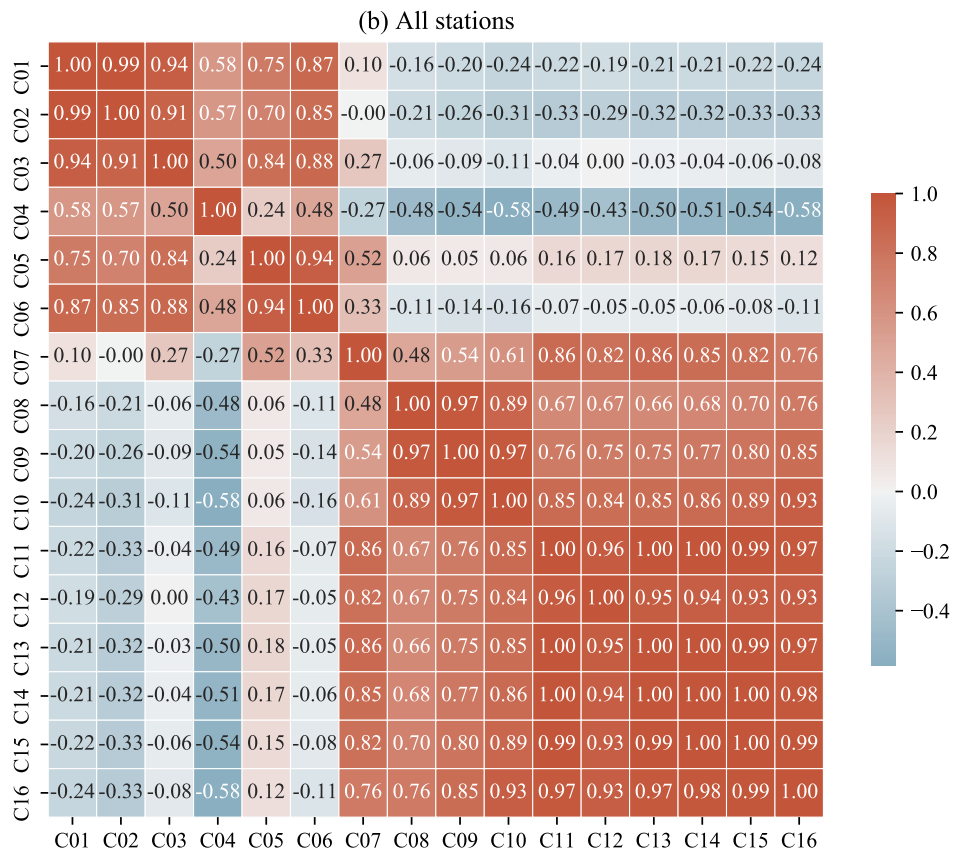 (b) All stations
C01 1.00 0.99 0.94 0.58 0.75 0.87 0.10 -0.16 -0.20 -0.24 -0.22 -0.19 -0.21 -0.21 -0.22 -0.24
C02 0.99 1.00 0.91 0.57 0.70 0.85 -0.00 -0.21 -0.26 -0.31 -0.33 -0.29 -0.32 -0.32 -0.33 -0.33
C03 0.94 0.91 1.00 0.50 0.84 0.88 0.27 -0.06 -0.09 -0.11 -0.04 0.00 -0.03 -0.04 -0.06 -0.08
C04 0.58 0.57 0.50 1.00 0.24 0.48 -0.27 -0.48 -0.54 -0.58 -0.49 -0.43 -0.50 -0.51 -0.54 -0.58
C05 0.75 0.70 0.84 0.24 1.00 0.94 0.52 0.06 0.05 0.06 0.16 0.17 0.18 0.17 0.15 0.12
C06 0.87 0.85 0.88 0.48 0.94 1.00 0.33 -0.11 -0.14 -0.16 -0.07 -0.05 -0.05 -0.06 -0.08 -0.11
C07 0.10 -0.00 0.27 -0.27 0.52 0.33 1.00 0.48 0.54 0.61 0.86 0.82 0.86 0.85 0.82 0.76
C08 -0.16 -0.21 -0.06 -0.48 0.06 -0.11 0.48 1.00 0.97 0.89 0.67 0.67 0.66 0.68 0.70 0.76
C09 -0.20 -0.26 -0.09 -0.54 0.05 -0.14 0.54 0.97 1.00 0.97 0.76 0.75 0.75 0.77 0.80 0.85
C10 -0.24 -0.31 -0.11 -0.58 0.06 -0.16 0.61 0.89 0.97 1.00 0.85 0.84 0.85 0.86 0.89 0.93
C11 -0.22 -0.33 -0.04 -0.49 0.16 -0.07 0.86 0.67 0.76 0.85 1.00 0.96 1.00 1.00 0.99 0.97
C12 -0.19 -0.29 0.00 -0.43 0.17 -0.05 0.82 0.67 0.75 0.84 0.96 1.00 0.95 0.94 0.93 0.93
C13 -0.21 -0.32 -0.03 -0.50 0.18 -0.05 0.86 0.66 0.75 0.85 1.00 0.95 1.00 1.00 0.99 0.97
C14 -0.21 -0.32 -0.04 -0.51 0.17 -0.06 0.85 0.68 0.77 0.86 1.00 0.94 1.00 1.00 1.00 0.98
C15 -0.22 -0.33 -0.06 -0.54 0.15 -0.08 0.82 0.70 0.80 0.89 0.99 0.93 0.99 1.00 1.00 0.99
C16 -0.24 -0.33 -0.08 -0.58 0.12 -0.11 0.76 0.76 0.85 0.93 0.97 0.93 0.97 0.98 0.99 1.00
C01 C02 C03 C04 C05 C06 C07 C08 C09 C10 C11 C12 C13 C14 C15 C16
1.0
0.8
0.6
0.4
0.2
0.0
−0.2
−0.4